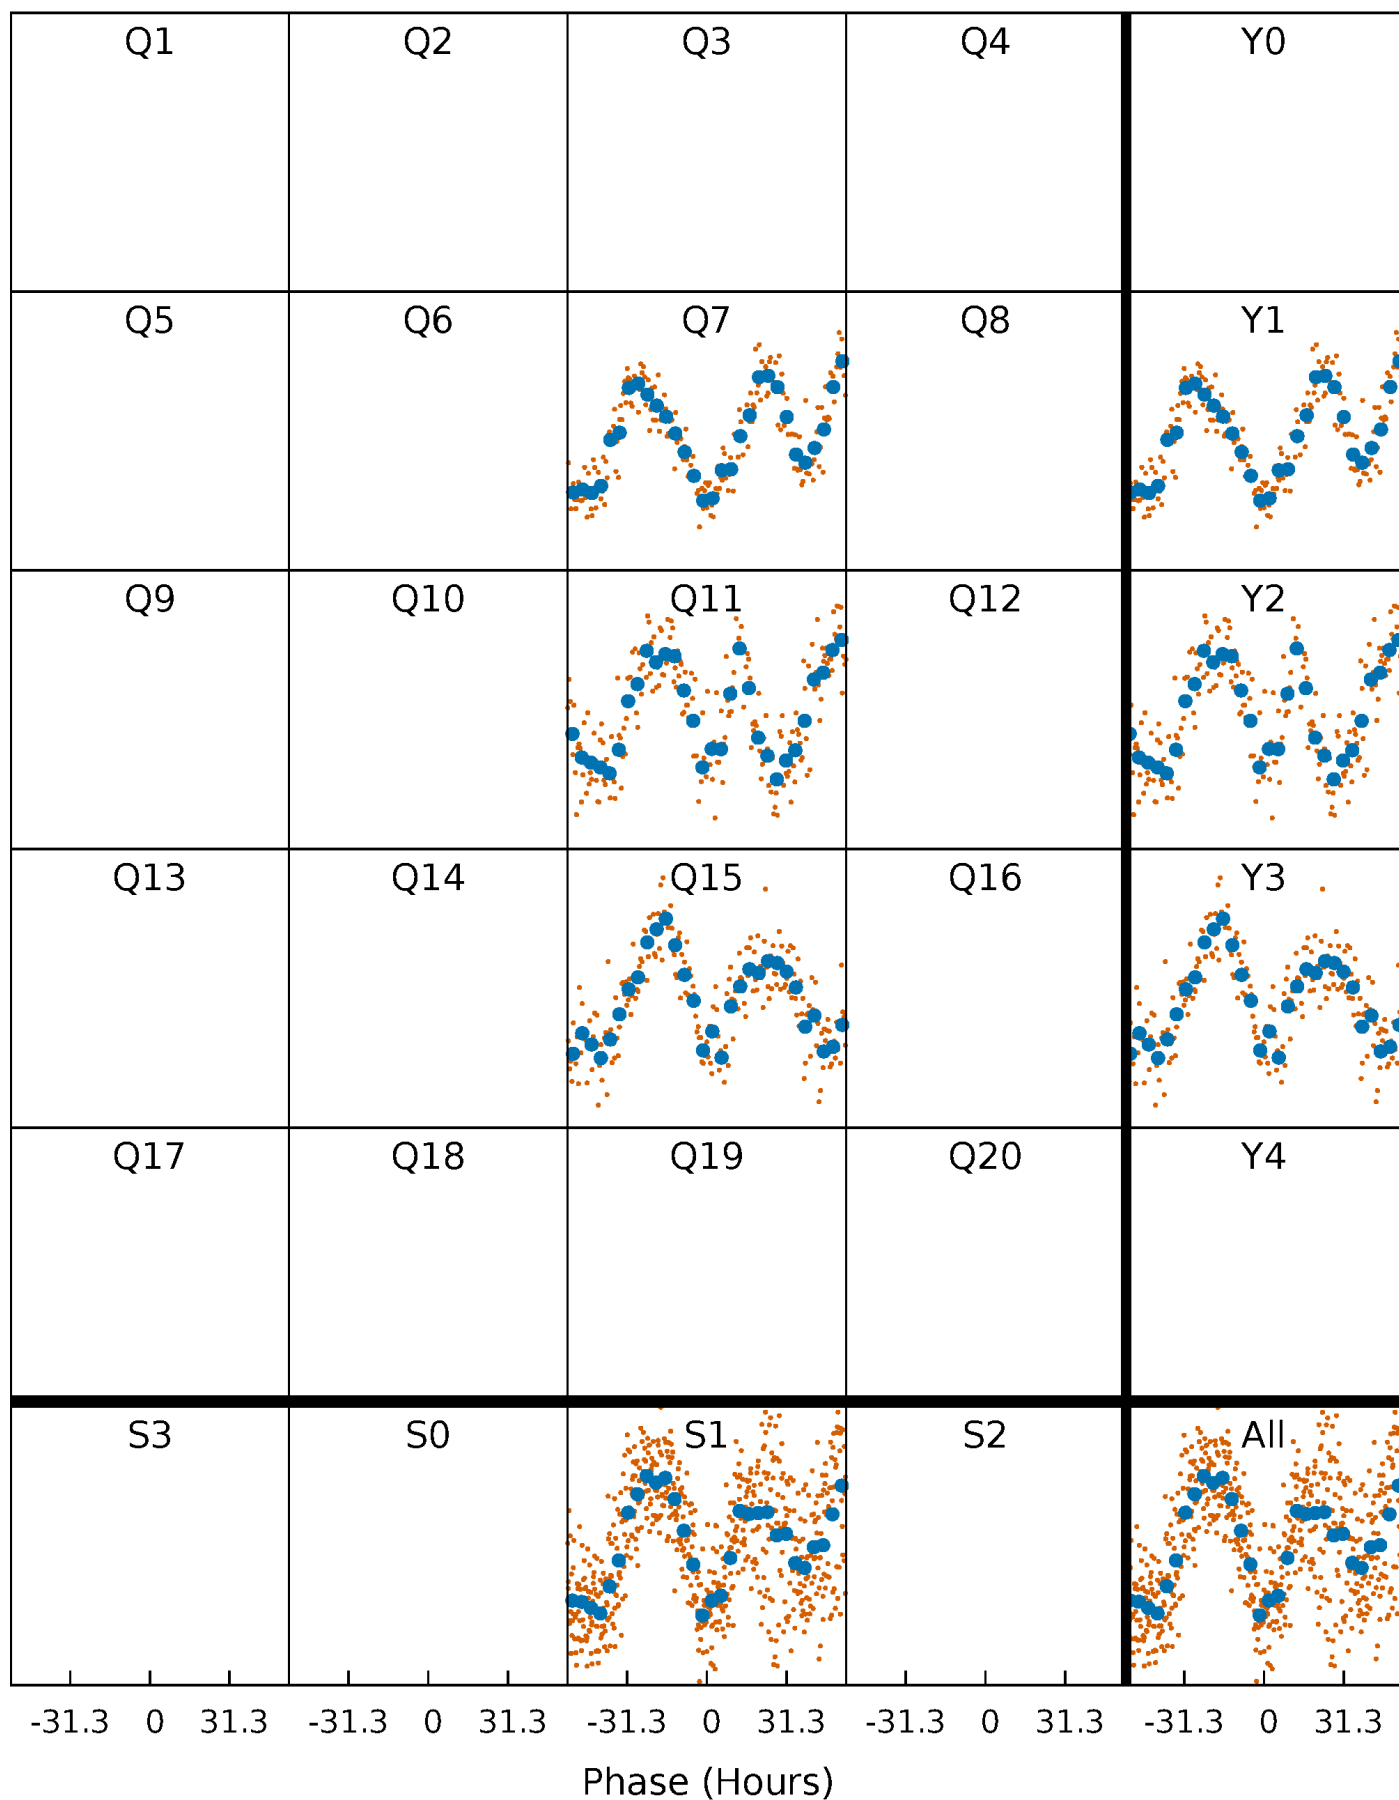 Q1 Q2 Q3 Q4 Y0
Q5 Q6 Q7 Q8 Y1
Q9 Q10 Q11 Q12 Y2
Q13 Q14 Q15 Q16 Y3
Q17 Q18 Q19 Q20 Y4
S3 S0 S1 S2 All
-31.3 0 31.3 -31.3 0 31.3 -31.3 0 31.3 -31.3 0 31.3 -31.3 0 31.3
Phase (Hours)